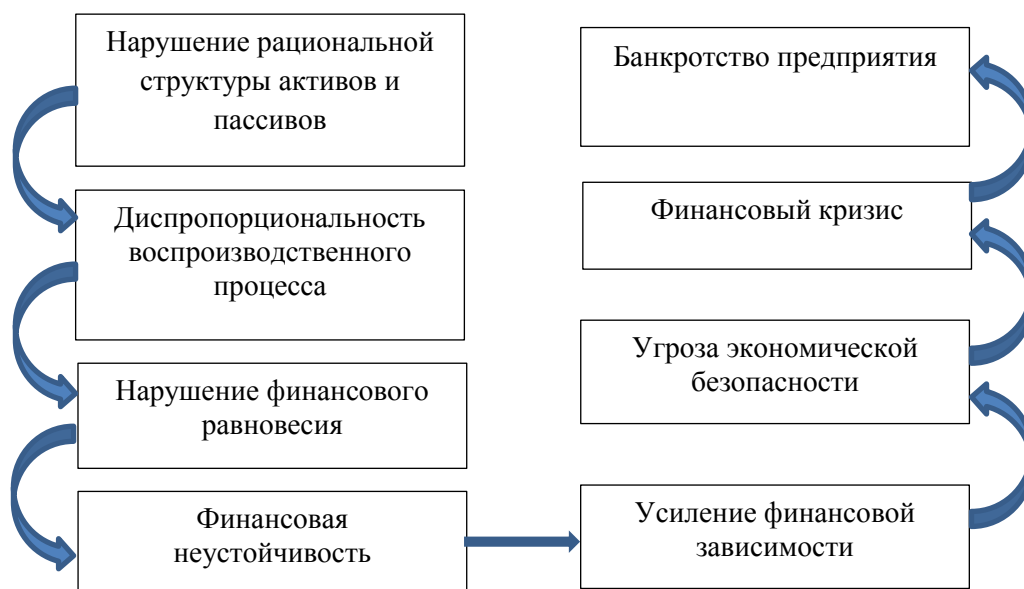 Нарушение рациональной
структуры активов и
пассивов
Диспропорциональность
воспроизводственного
процесса
Нарушение финансового
равновесия
Финансовая
неустойчивость
Усиление финансовой
зависимости
Угроза экономической
безопасности
Финансовый кризис
Банкротство предприятия